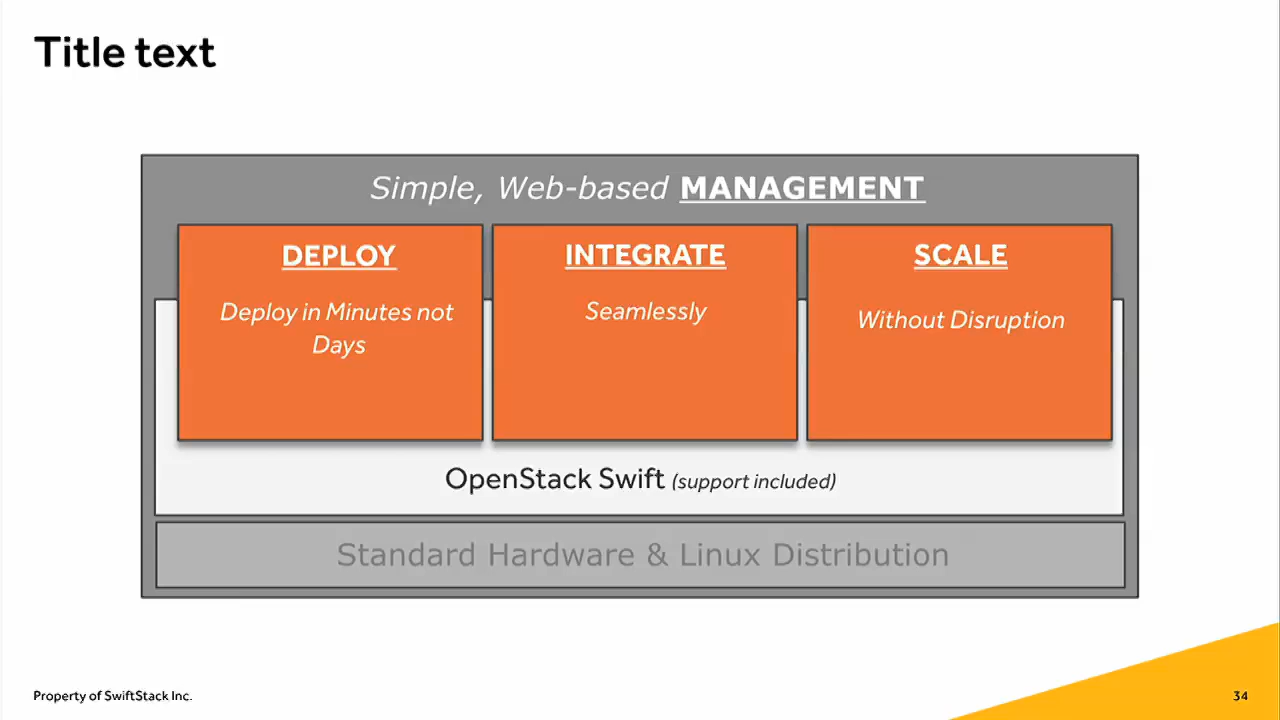 Title text
Simple, Web-based MANAGEMENT
DEPLOY
Deploy in Minutes not
Days
INTEGRATE
Seamlessly
SCALE
Without Disruption
OpenStack Swift (support included)
Standard Hardware & Linux Distribution
Property of SwiftStack Inc.
34